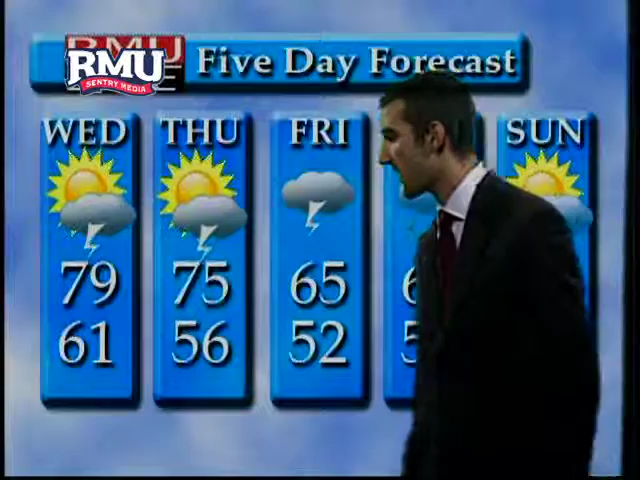 RMU
SENTRY MEDIA
Five Day Forecast
WED THU FRI SUN
79 75 65
61 56 52